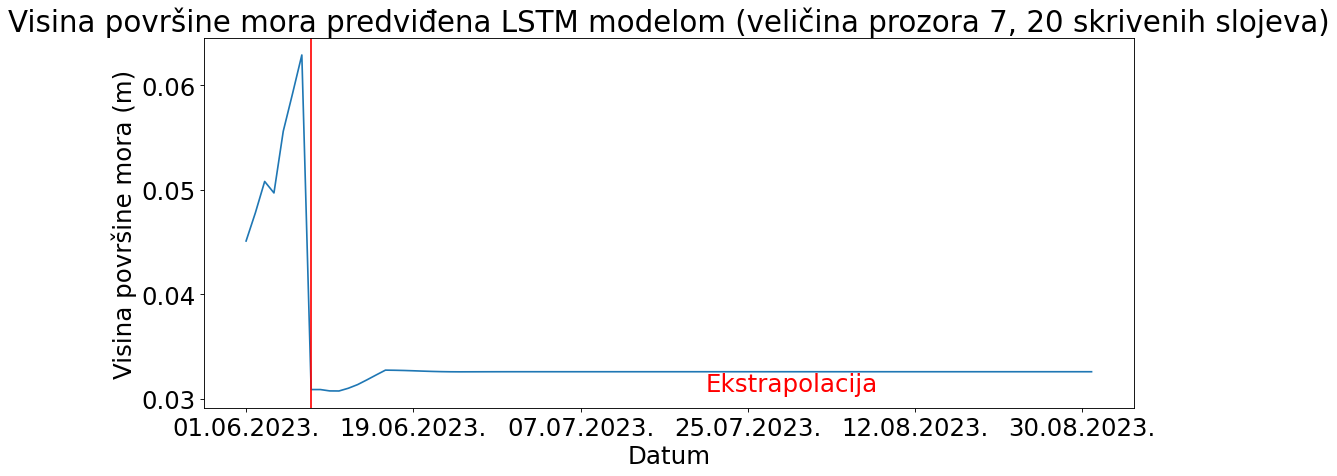 Visina površine mora predviđena LSTM modelom (veličina prozora 7, 20 skrivenih slojeva)
Visina površine mora (m)
0.06
0.05
0.04
0.03
Ekstrapolacija
01.06.2023. 19.06.2023. 07.07.2023. 25.07.2023. 12.08.2023. 30.08.2023.
Datum